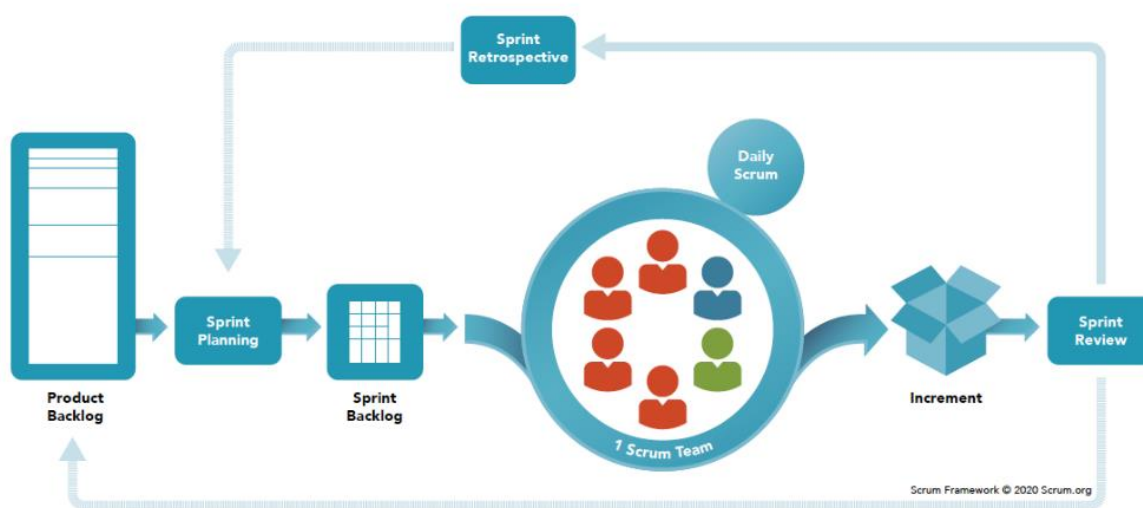 Sprint
Retrospective
Daily
Scrum
Sprint
Planning
Sprint
Review
Product
Backlog
Sprint
Backlog
Increment
1 Scrum Team
Scrum Framework © 2020 Scrum.org